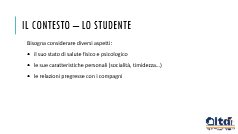 IL CONTESTO – LO STUDENTE
Bisogna considerare diversi aspetti:
• il suo stato di salute fisico e psicologico
• le sue caratteristiche personali (socialità, timidezza…)
• le relazioni pregresse con i compagni